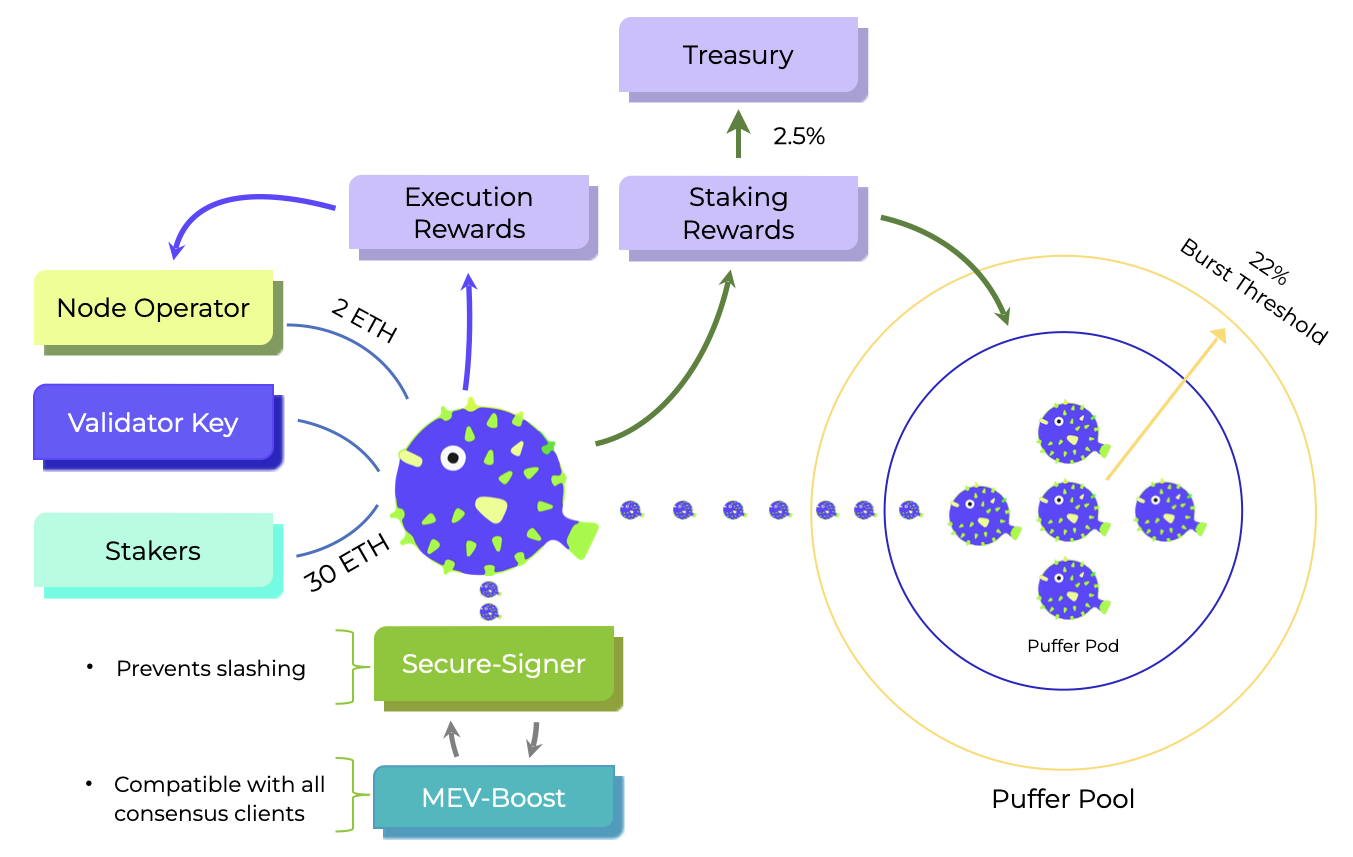 Treasury
2.5%
Execution
Rewards
Staking
Rewards
22%
Burst Threshold
Node Operator
2 ETH
Validator Key
Stakers
30 ETH
Puffer Pod
• Prevents slashing
Secure-Signer
• Compatible with all
consensus clients
MEV-Boost
Puffer Pool